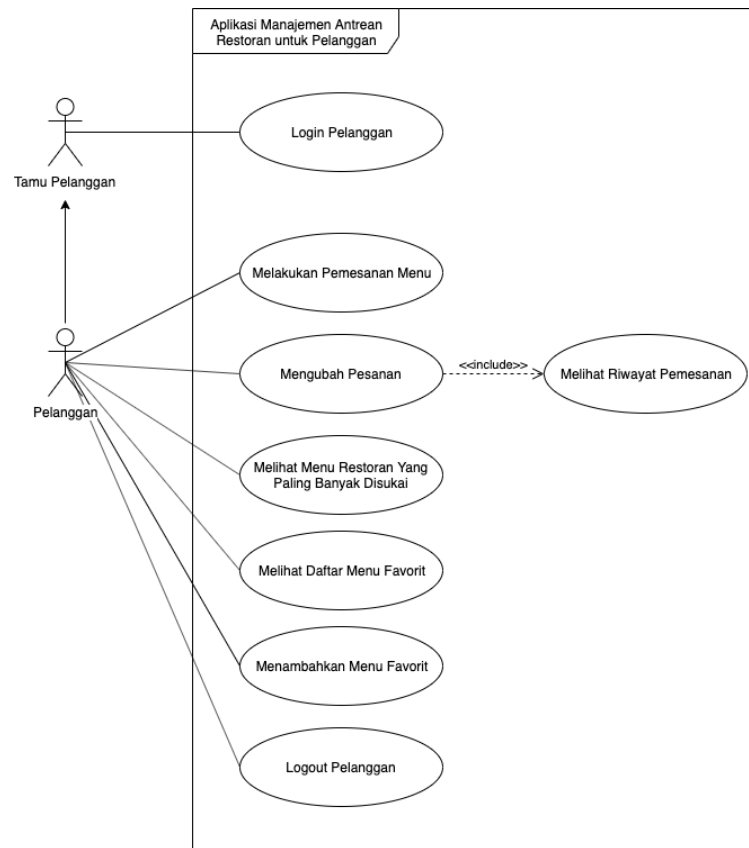 Aplikasi Manajemen Antrean
Restoran untuk Pelanggan
Login Pelanggan
Tamu Pelanggan
Melakukan Pemesanan Menu
Mengubah Pesanan
<<include>>
Melihat Riwayat Pemesanan
Pelanggan
Melihat Menu Restoran Yang
Paling Banyak Disukai
Melihat Daftar Menu Favorit
Menambahkan Menu Favorit
Logout Pelanggan